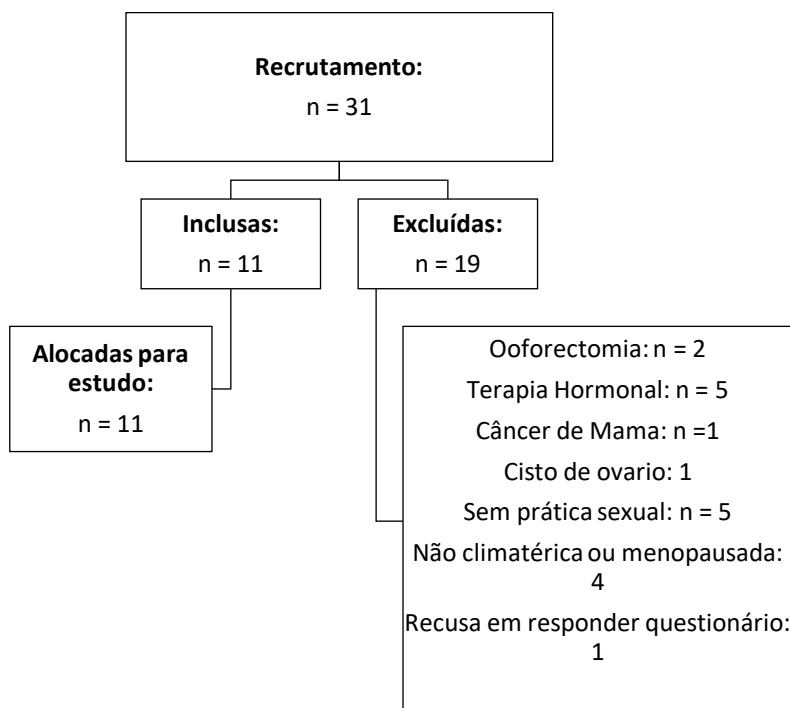 Recrutamento:
n = 31
Inclusas:
n = 11
Excluídas:
n = 19
Alocadas para
estudo:
n = 11
Ooforectomia: n = 2
Terapia Hormonal: n = 5
Câncer de Mama: n =1
Cisto de ovario: 1
Sem prática sexual: n = 5
Não climatérica ou menopausada:
4
Recusa em responder questionário:
1